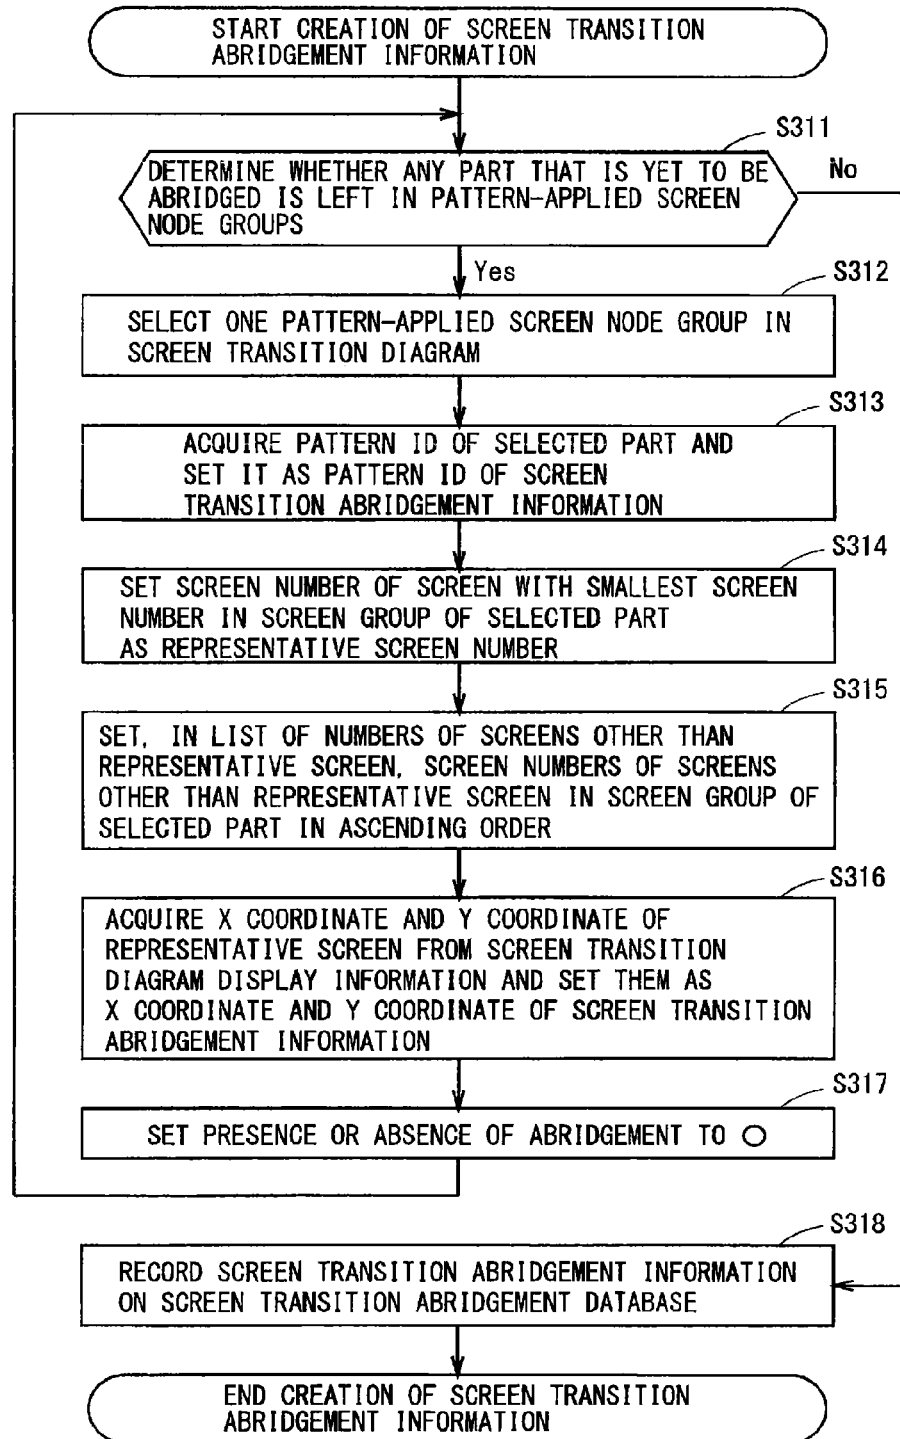 START CREATION OF SCREEN TRANSITION
ABRIDGEMENT INFORMATION
S311
DETERMINE WHETHER ANY PART THAT IS YET TO BE
ABRIDGED IS LEFT IN PATTERN-APPLIED SCREEN
NODE GROUPS
No
Yes
S312
SELECT ONE PATTERN-APPLIED SCREEN NODE GROUP IN
SCREEN TRANSITION DIAGRAM
S313
ACQUIRE PATTERN ID OF SELECTED PART AND
SET IT AS PATTERN ID OF SCREEN
TRANSITION ABRIDGEMENT INFORMATION
S314
SET SCREEN NUMBER OF SCREEN WITH SMALLEST SCREEN
NUMBER IN SCREEN GROUP OF SELECTED PART
AS REPRESENTATIVE SCREEN NUMBER
S315
SET, IN LIST OF NUMBERS OF SCREENS OTHER THAN
REPRESENTATIVE SCREEN, SCREEN NUMBERS OF SCREENS
OTHER THAN REPRESENTATIVE SCREEN IN SCREEN GROUP OF
SELECTED PART IN ASCENDING ORDER
S316
ACQUIRE X COORDINATE AND Y COORDINATE OF
REPRESENTATIVE SCREEN FROM SCREEN TRANSITION
DIAGRAM DISPLAY INFORMATION AND SET THEM AS
X COORDINATE AND Y COORDINATE OF SCREEN TRANSITION
ABRIDGEMENT INFORMATION
S317
SET PRESENCE OR ABSENCE OF ABRIDGEMENT TO ○
S318
RECORD SCREEN TRANSITION ABRIDGEMENT INFORMATION
ON SCREEN TRANSITION ABRIDGEMENT DATABASE
END CREATION OF SCREEN TRANSITION
ABRIDGEMENT INFORMATION